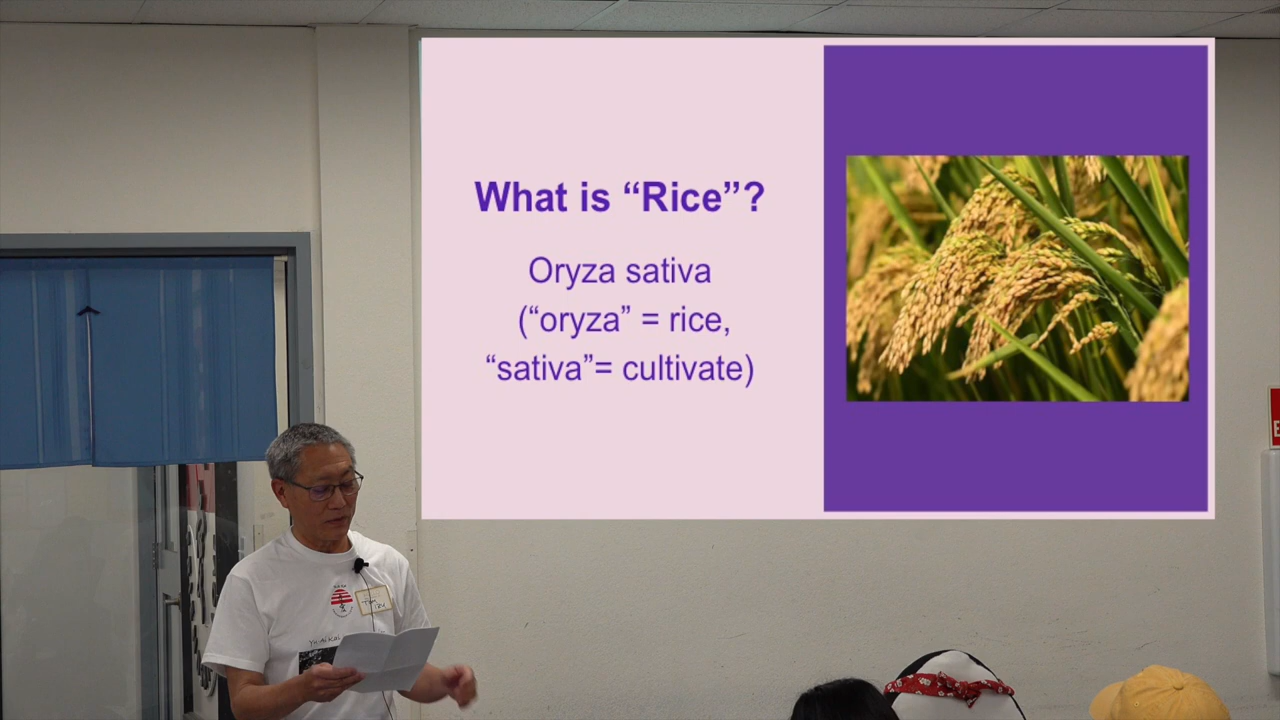 What is “Rice”?
Oryza sativa
(“oryza” = rice,
“sativa”= cultivate)